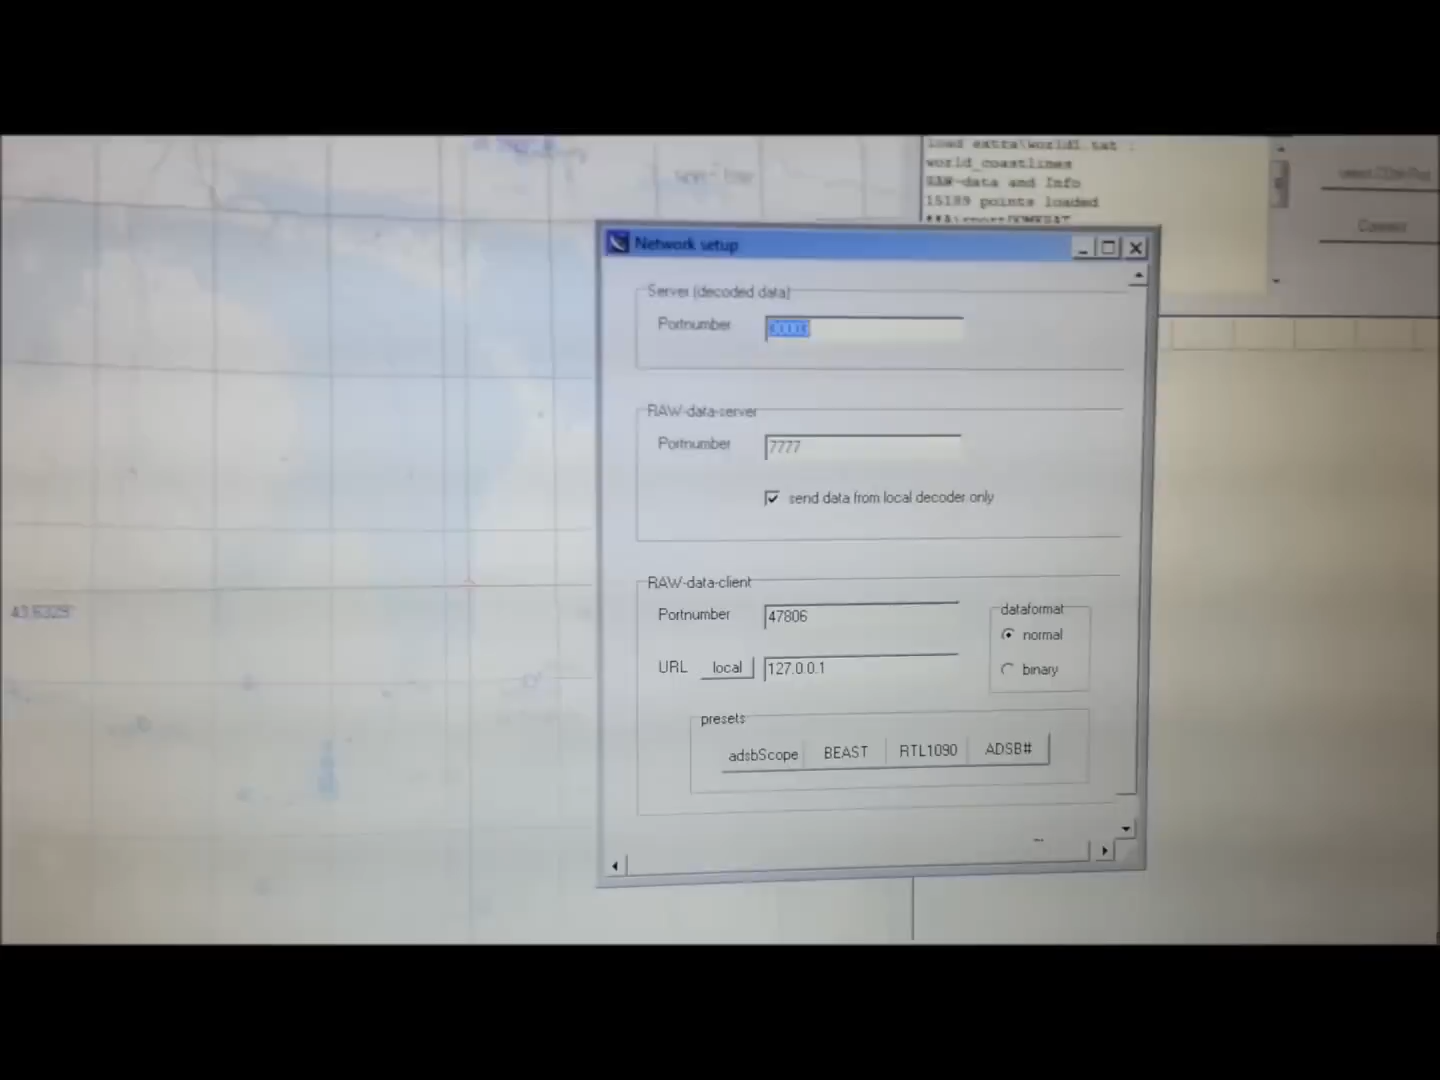 load extra\world1.txt :
world_coastlines
RAW-data and Info
15189 points loaded
Network setup
Server (decoded data)
Portnumber
RAW-data-server
Portnumber 7777
send data from local decoder only
RAW-data-client
Portnumber 47806
dataformat
normal
URL local 127.0.0.1
binary
presets
adsbScope BEAST RTL1090 ADSB#
Connect